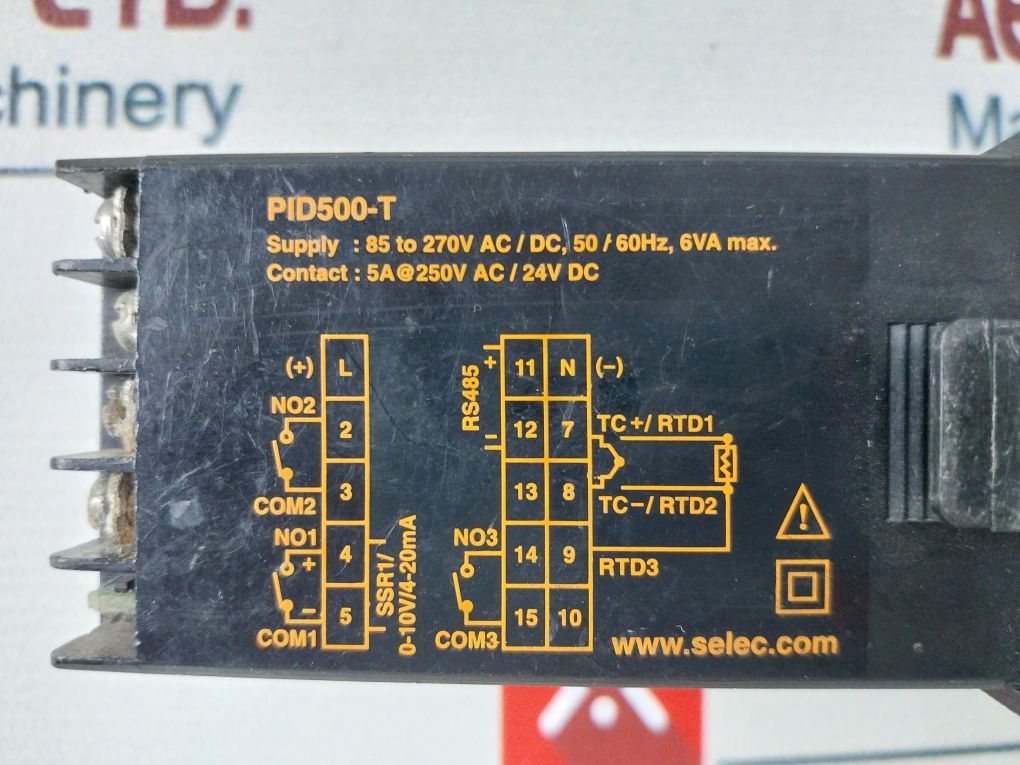 CTD.
chinery
Ma
PID500-T
Supply : 85 to 270V AC / DC, 50 / 60Hz, 6VA max.
Contact : 5A@250V AC / 24V DC
(+) L
NO2
2
3
COM2
NO1
+ 4
- 5
COM1
SSR1/
0-10V/4-20mA
RS485
+
-
11 N (-)
12 7 TC+/ RTD1
13 8 TC-/ RTD2
NO3
14 9 RTD3
15 10
COM3
www.selec.com